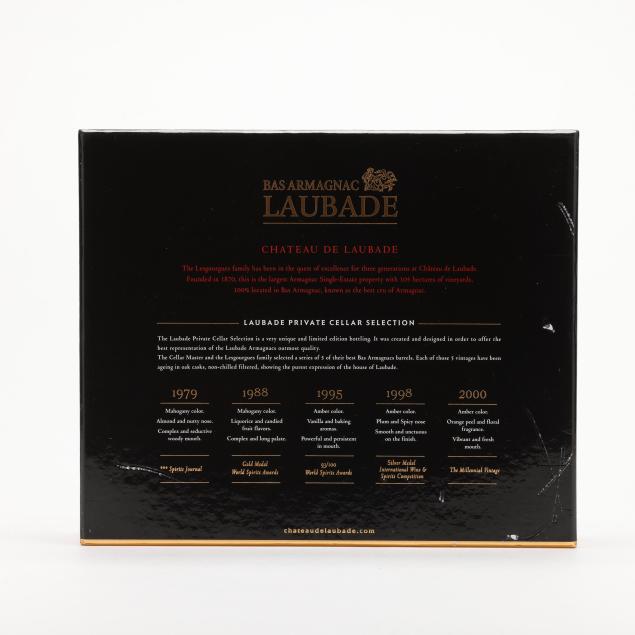 BAS ARMAGNAC
LAUBADE
CHATEAU DE LAUBADE
The Lesgourgues family has been in the quest of excellence for three generations at Château de Laubade.
Founded in 1870, this is the largest Armagnac Single-Estate property with 105 hectares of vineyards,
100% located in Bas Armagnac, known as the best cru of Armagnac.
LAUBADE PRIVATE CELLAR SELECTION
The Laubade Private Cellar Selection is a very unique and limited edition bottling. It was created and designed in order to offer the
best representation of the Laubade Armagnacs outmost quality.
The Cellar Master and the Lesgourgues family selected a series of 5 of their best Bas Armagnacs barrels. Each of those 5 vintages have been
ageing in oak casks, non-chilled filtered, showing the purest expression of the house of Laubade.
1979 1988 1995 1998 2000
Mahogany color. Mahogany color. Amber color. Amber color. Amber color.
Almond and nutty nose. Liquorice and candied Vanilla and baking Plum and Spicy nose Orange peel and floral
fruit flavors. aromas. fragrance.
Complex and seductive Complex and long palate. Powerful and persistent Smooth and unctuous Vibrant and fresh
woody mouth. in mouth. on the finish. mouth.
*** Spirits Journal Gold Medal 93/100 Silver Medal The Millennial Vintage
World Spirits Awards World Spirits Awards International Wine &
Spirits Competition
chateaudelaubade.com